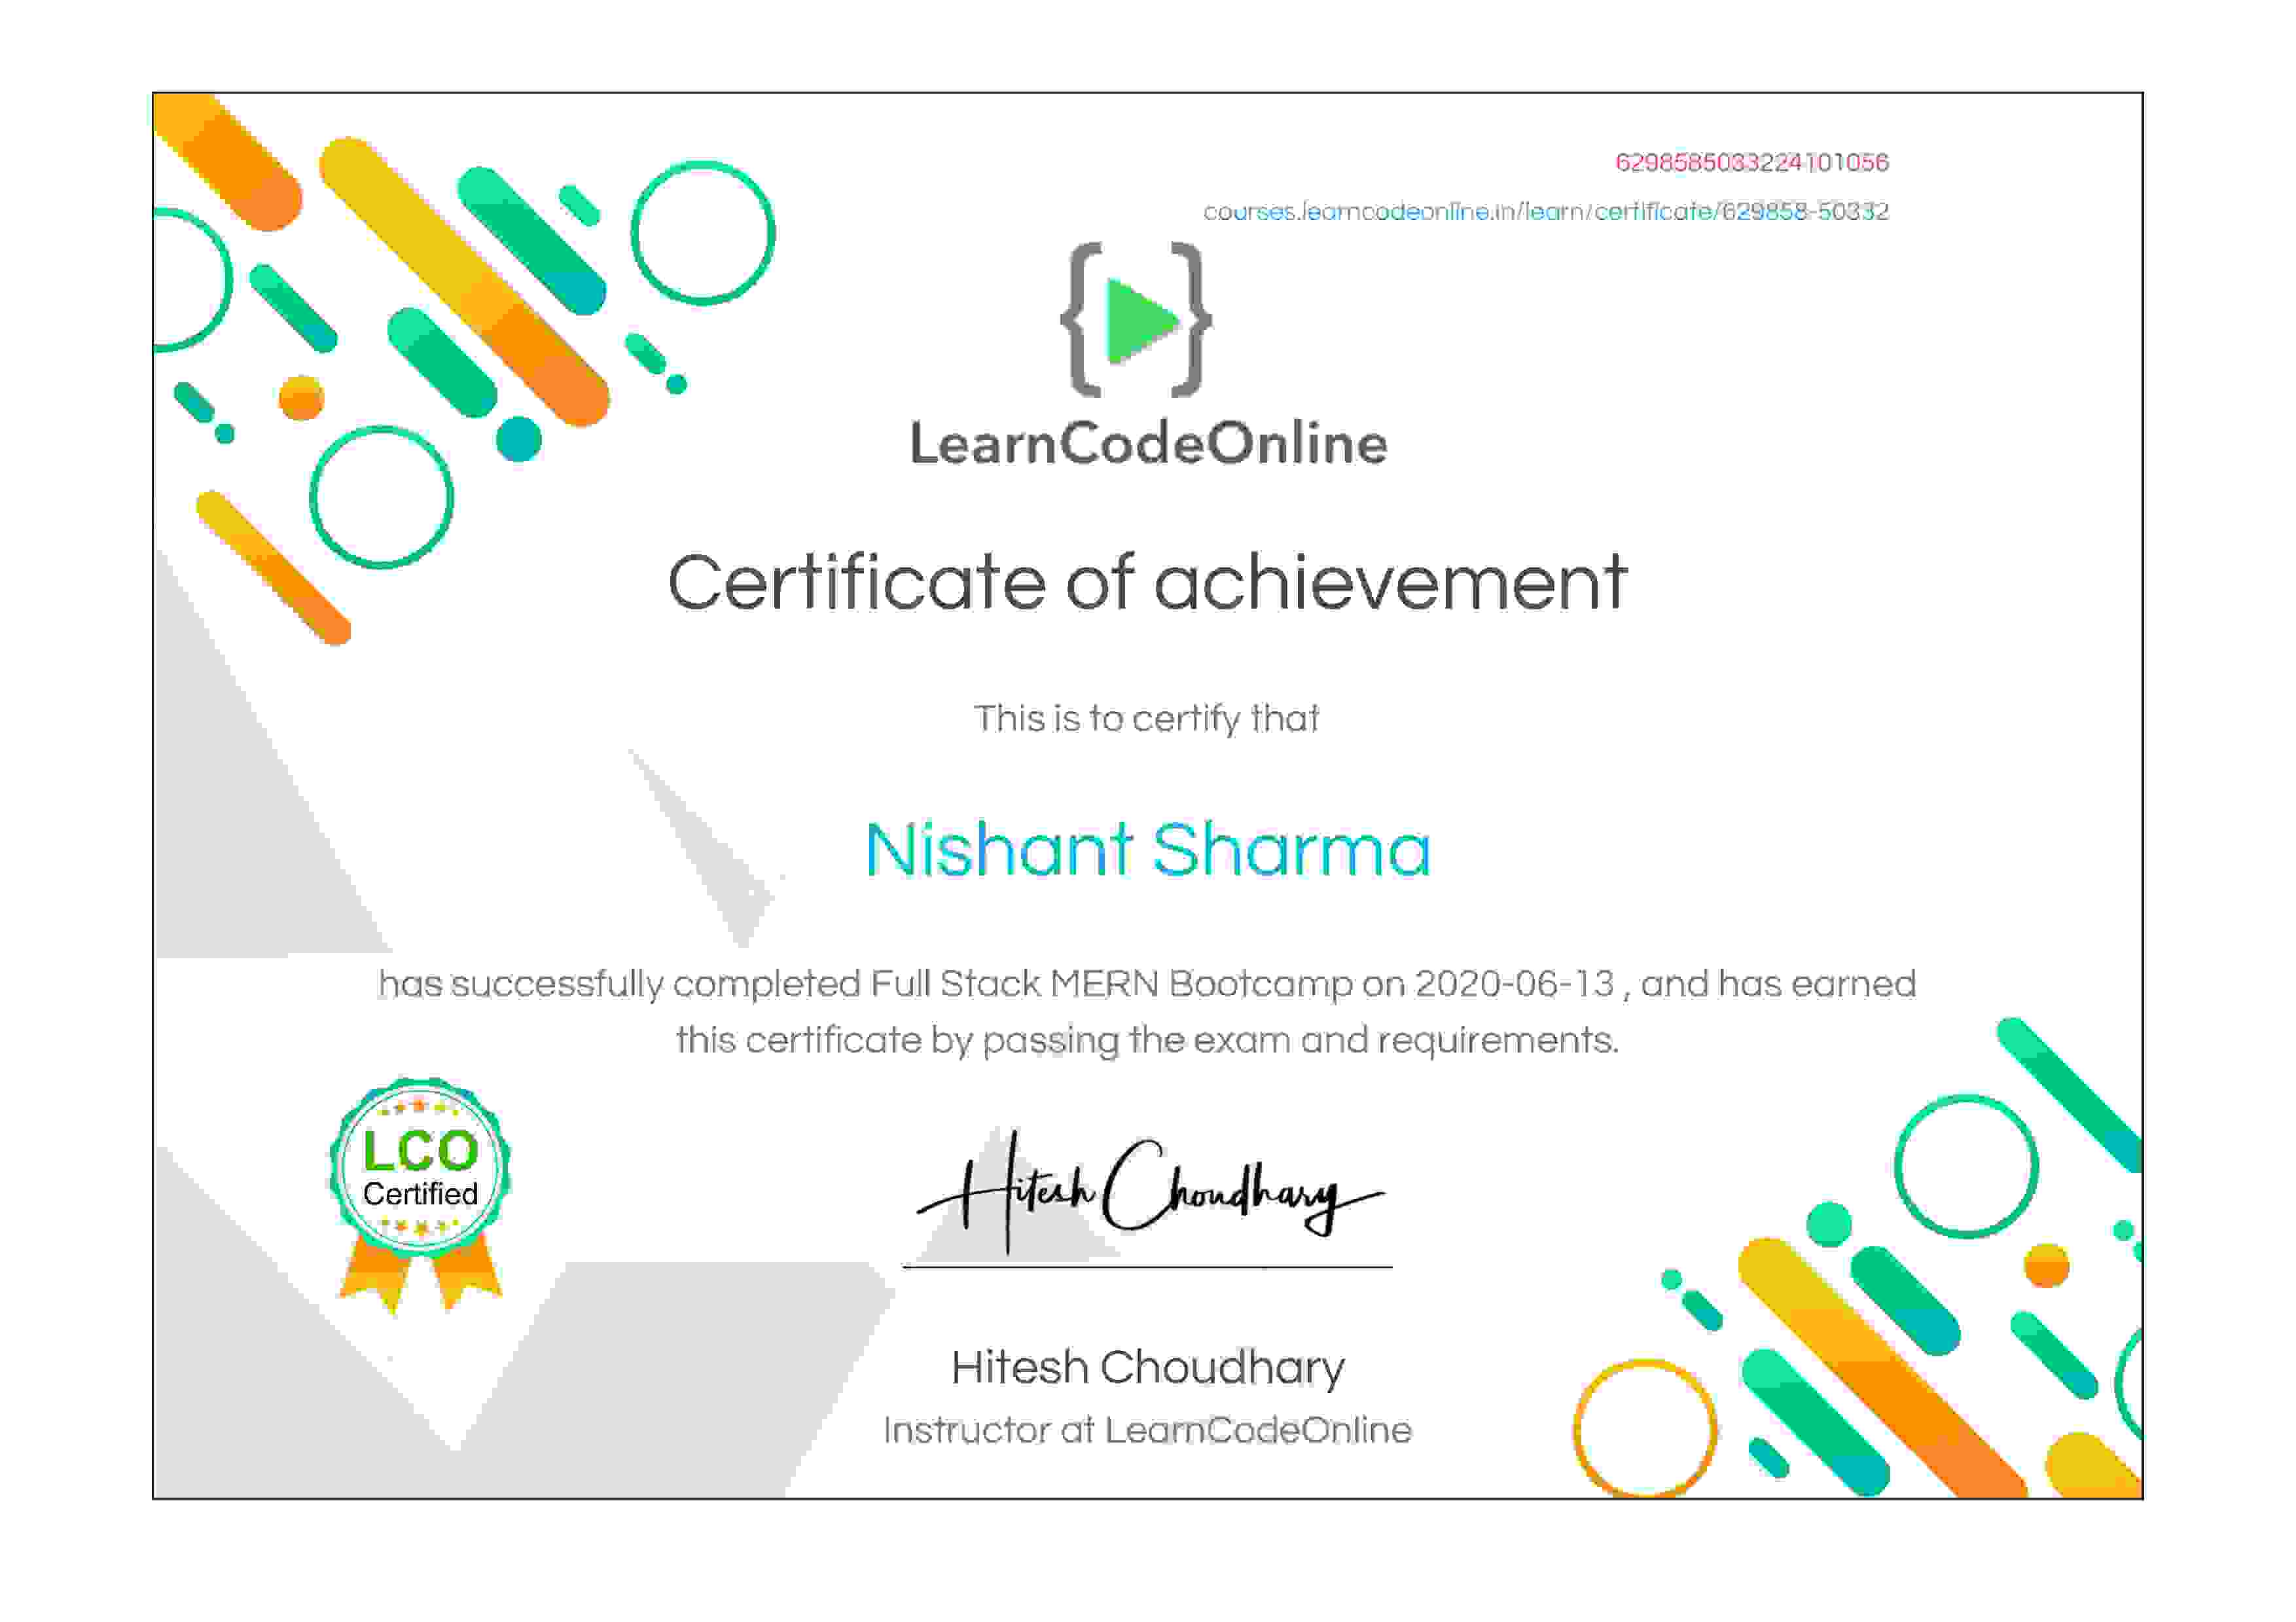 6298585033224101056
courses.learncodeonline.in/learn/certificate/629858-50332
LearnCodeOnline
Certificate of achievement
This is to certify that
Nishant Sharma
has successfully completed Full Stack MERN Bootcamp on 2020-06-13 , and has earned
this certificate by passing the exam and requirements.
LCO
Certified
Hitesh Choudhary
Hitesh Choudhary
Instructor at LearnCodeOnline